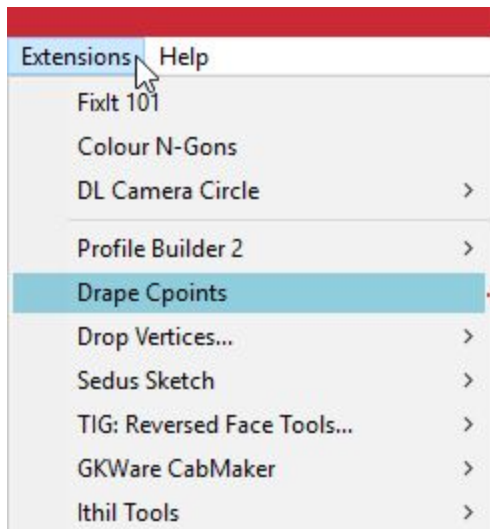 Extensions Help
FixIt 101
Colour N-Gons
DL Camera Circle
Profile Builder 2
Drape Cpoints
Drop Vertices...
Sedus Sketch
TIG: Reversed Face Tools...
GKWare CabMaker
Ithil Tools